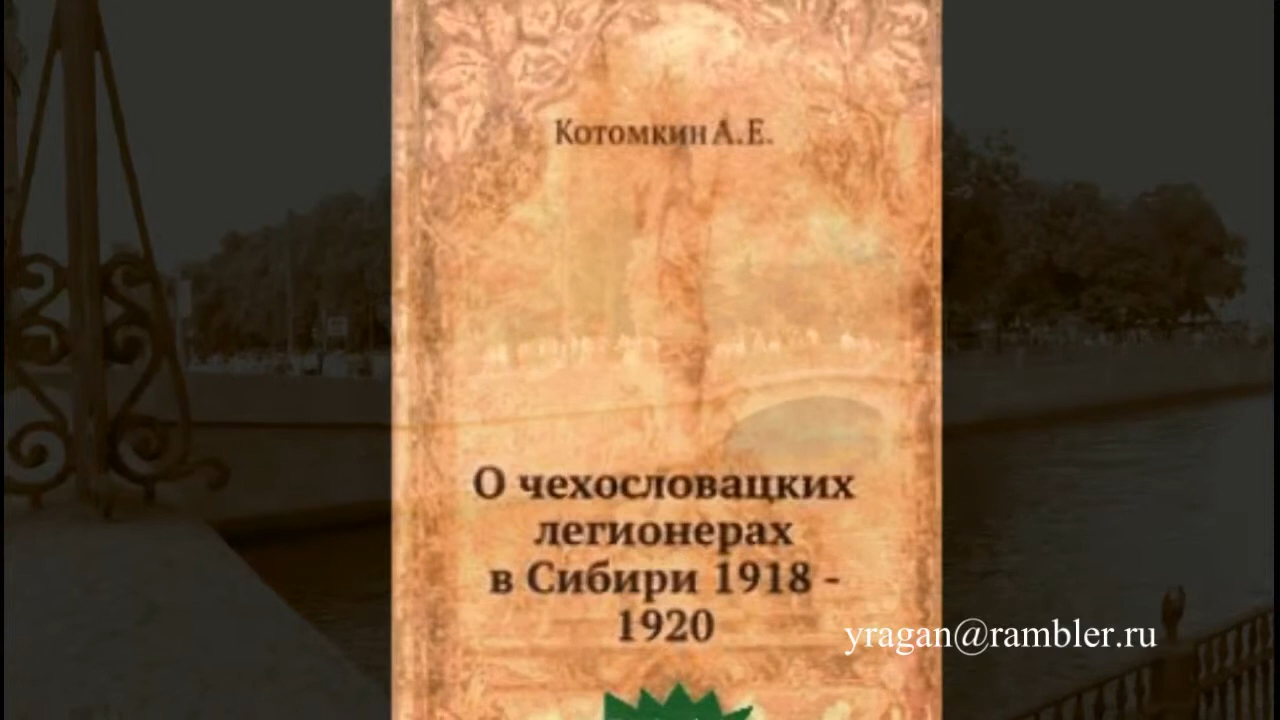 Котомкин А. Е.
О чехословацких
легионерах
в Сибири 1918 -
1920
yragan@rambler.ru